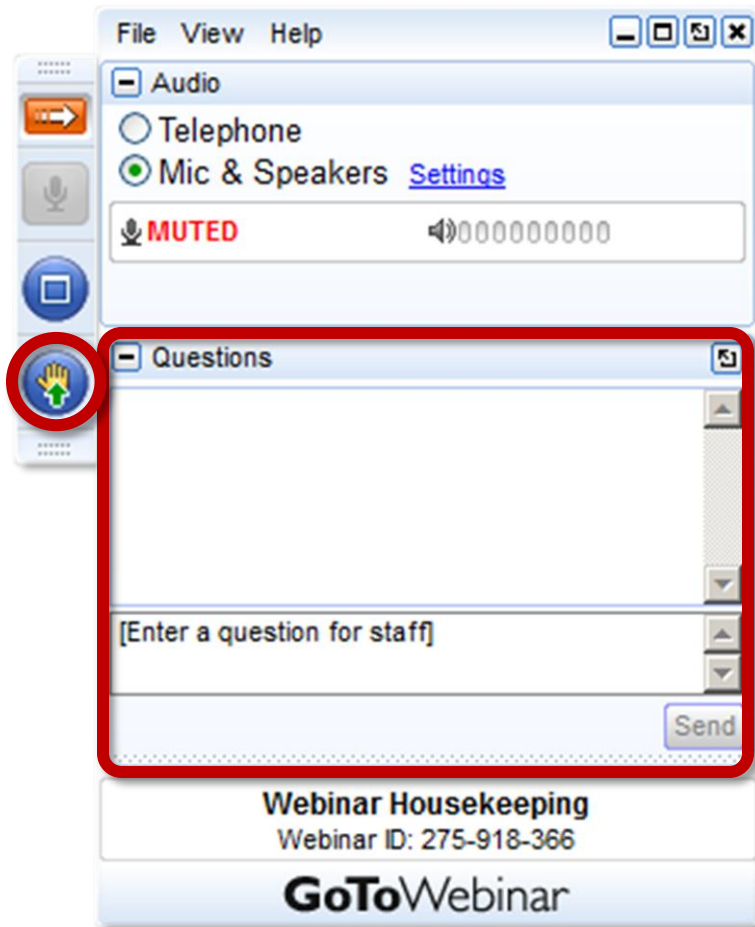 File View Help
Audio
Telephone
Mic & Speakers Settings
MUTED
Questions
[Enter a question for staff]
Send
Webinar Housekeeping
Webinar ID: 275-918-366
GoToWebinar